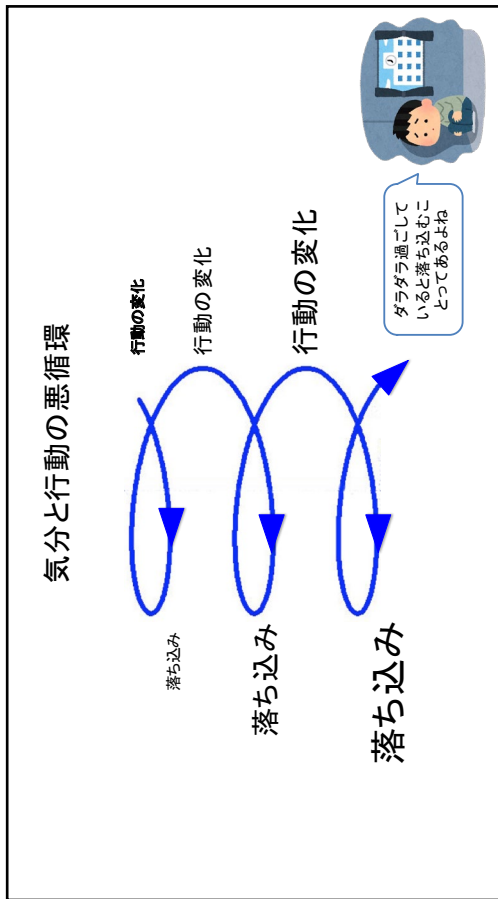 気分と行動の悪循環
行動の変化
落ち込み
行動の変化
落ち込み
行動の変化
落ち込み
ダラダラ過ごして
いると落ち込むこ
とってあるよね